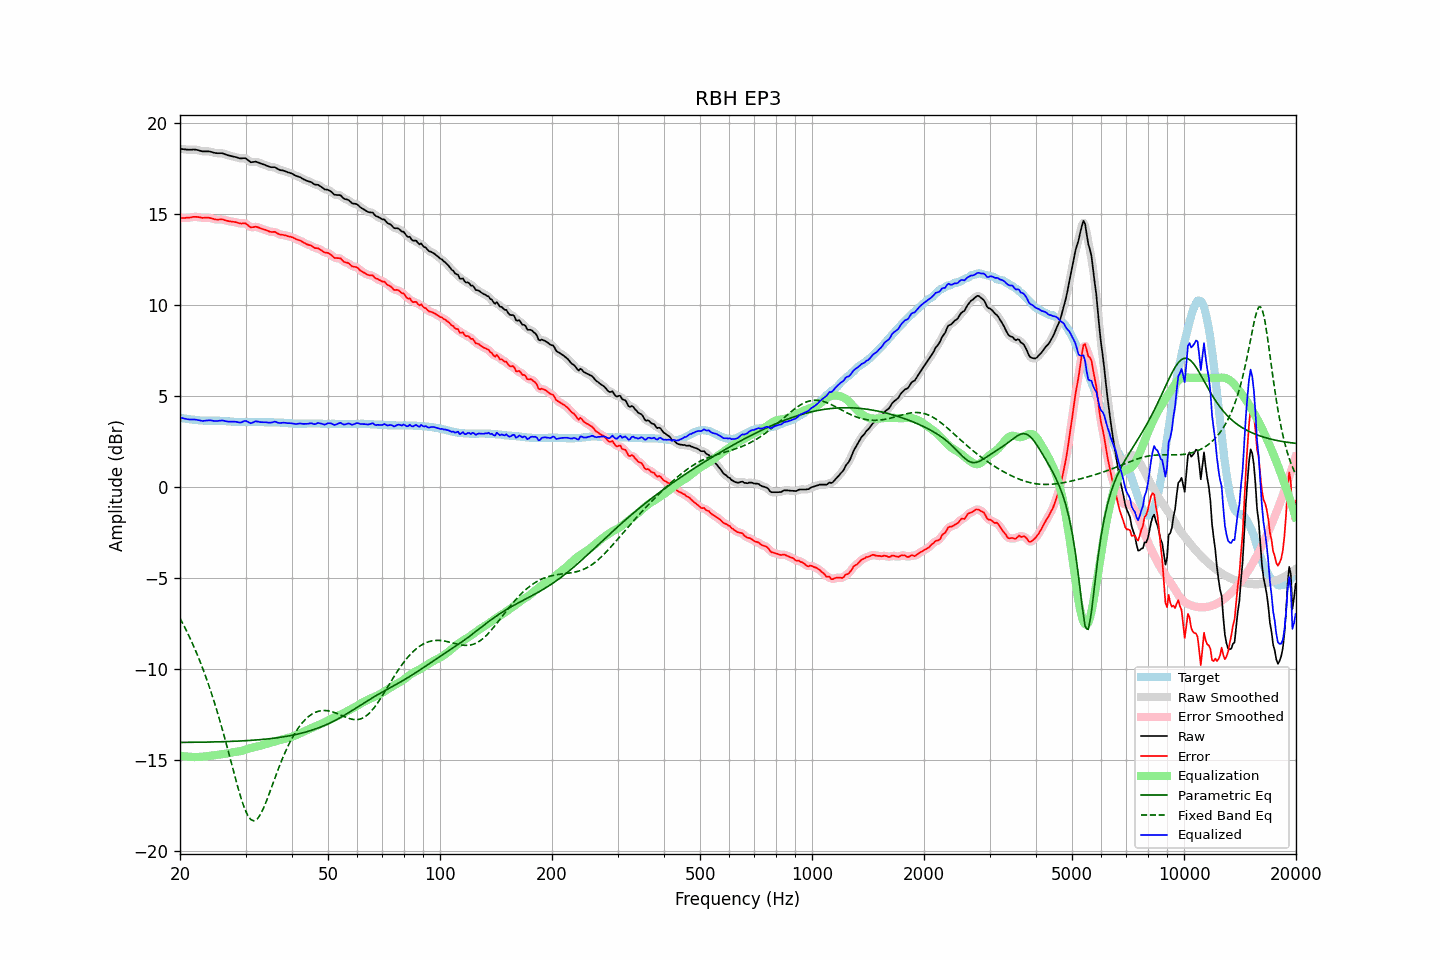 RBH EP3
Amplitude (dBr)
20
15
10
5
0
−5
−10
−15
−20
20
50
100
200
500
1000
2000
5000
10000
20000
Frequency (Hz)
Target
Raw Smoothed
Error Smoothed
Raw
Error
Equalization
Parametric Eq
Fixed Band Eq
Equalized